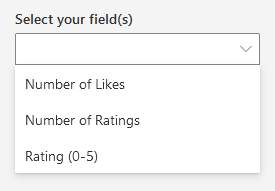 Select your field(s)
Number of Likes
Number of Ratings
Rating (0-5)